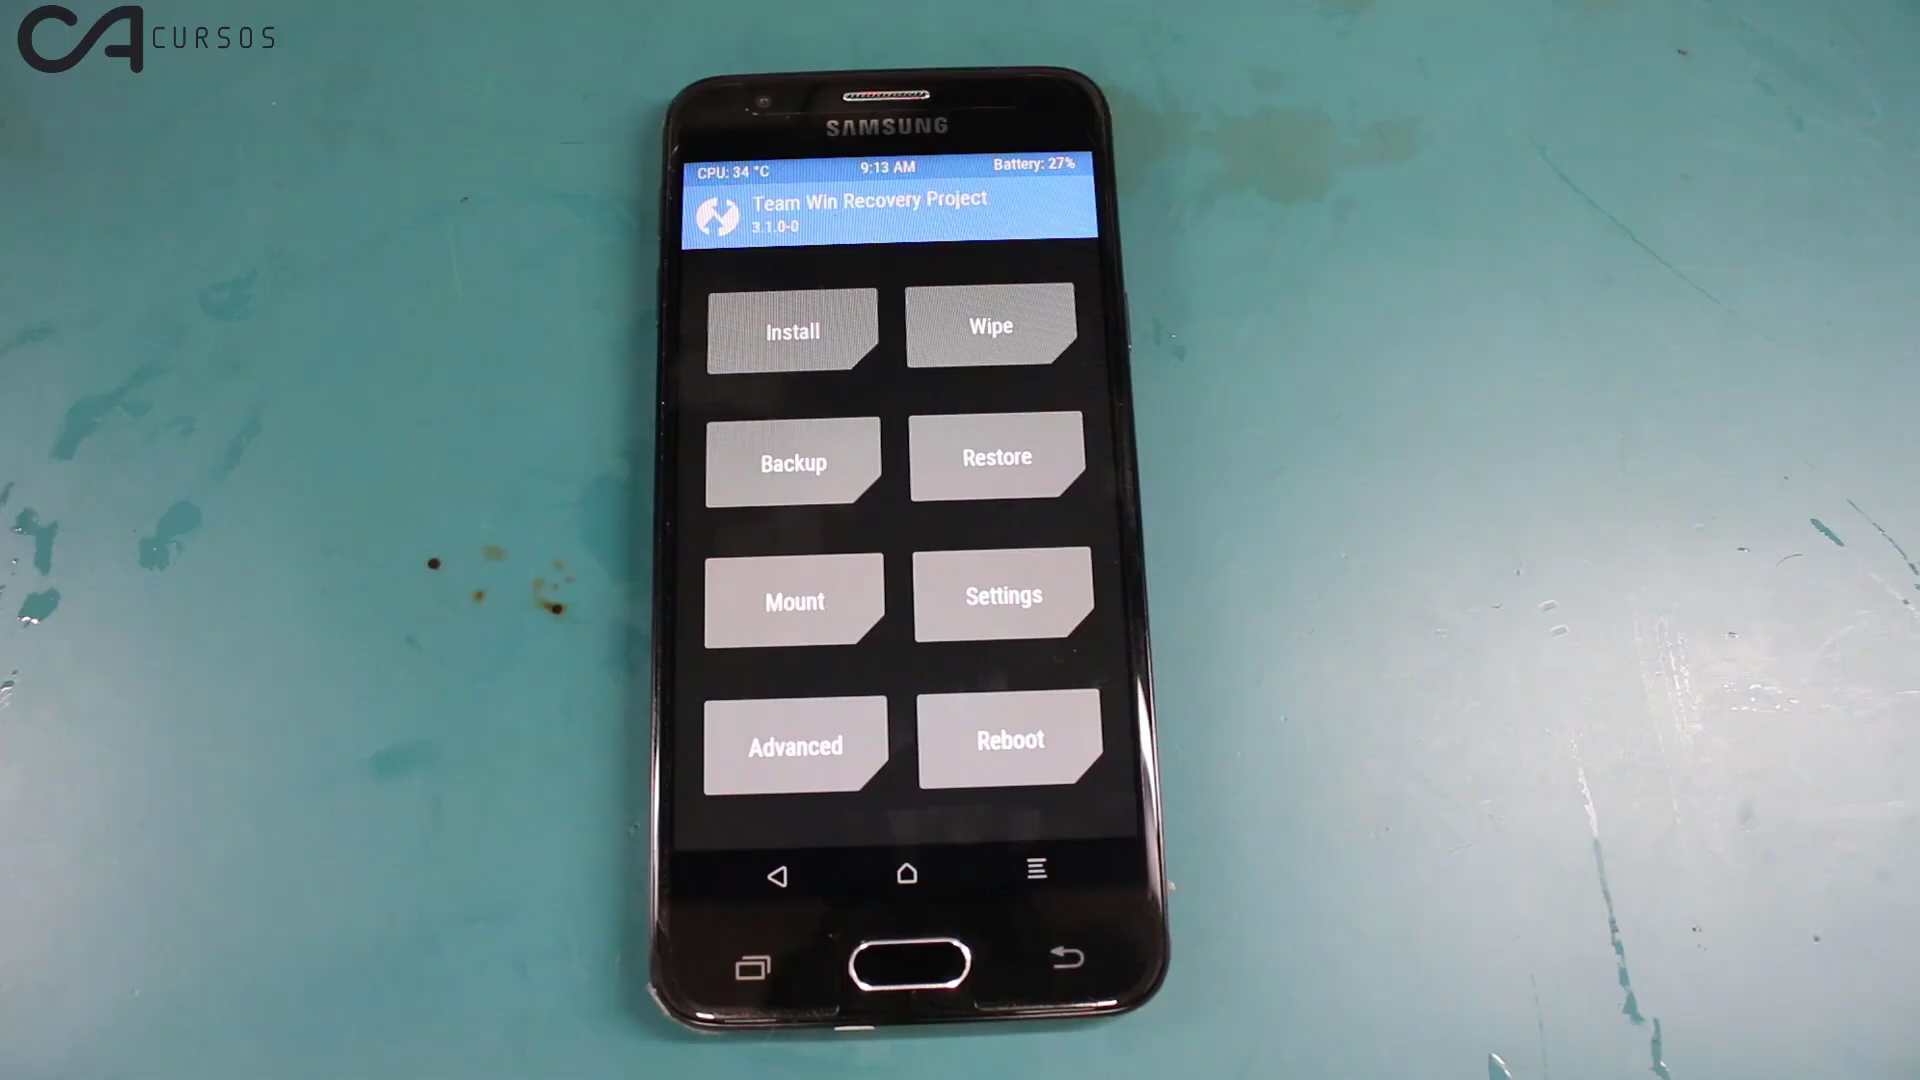 CA CURSOS
SAMSUNG
CPU: 34 °C 9:13 AM Battery: 27%
Team Win Recovery Project
3.1.0-0
Install Wipe
Backup Restore
Mount Settings
Advanced Reboot